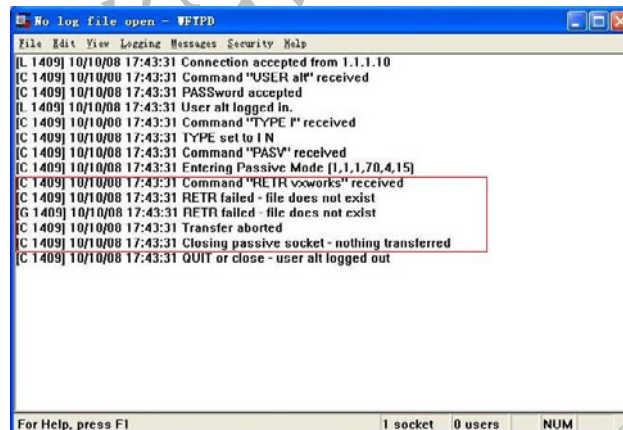 No log file open - WFTPD
File Edit View Logging Messages Security Help
[L 1409] 10/10/08 17:43:31 Connection accepted from 1.1.1.10
[C 1409] 10/10/08 17:43:31 Command "USER alt" received
[C 1409] 10/10/08 17:43:31 PASSword accepted
[L 1409] 10/10/08 17:43:31 User alt logged in.
[C 1409] 10/10/08 17:43:31 Command "TYPE I" received
[C 1409] 10/10/08 17:43:31 TYPE set to I N
[C 1409] 10/10/08 17:43:31 Command "PASV" received
[C 1409] 10/10/08 17:43:31 Entering Passive Mode [1,1,1,70,4,15]
[C 1409] 10/10/08 17:43:31 Command "RETR vxworks" received
[C 1409] 10/10/08 17:43:31 RETR failed - file does not exist
[G 1409] 10/10/08 17:43:31 RETR failed - file does not exist
[C 1409] 10/10/08 17:43:31 Transfer aborted
[C 1409] 10/10/08 17:43:31 Closing passive socket - nothing transferred
[C 1409] 10/10/08 17:43:31 QUIT or close - user alt logged out
For Help, press F1 1 socket 0 users NUM